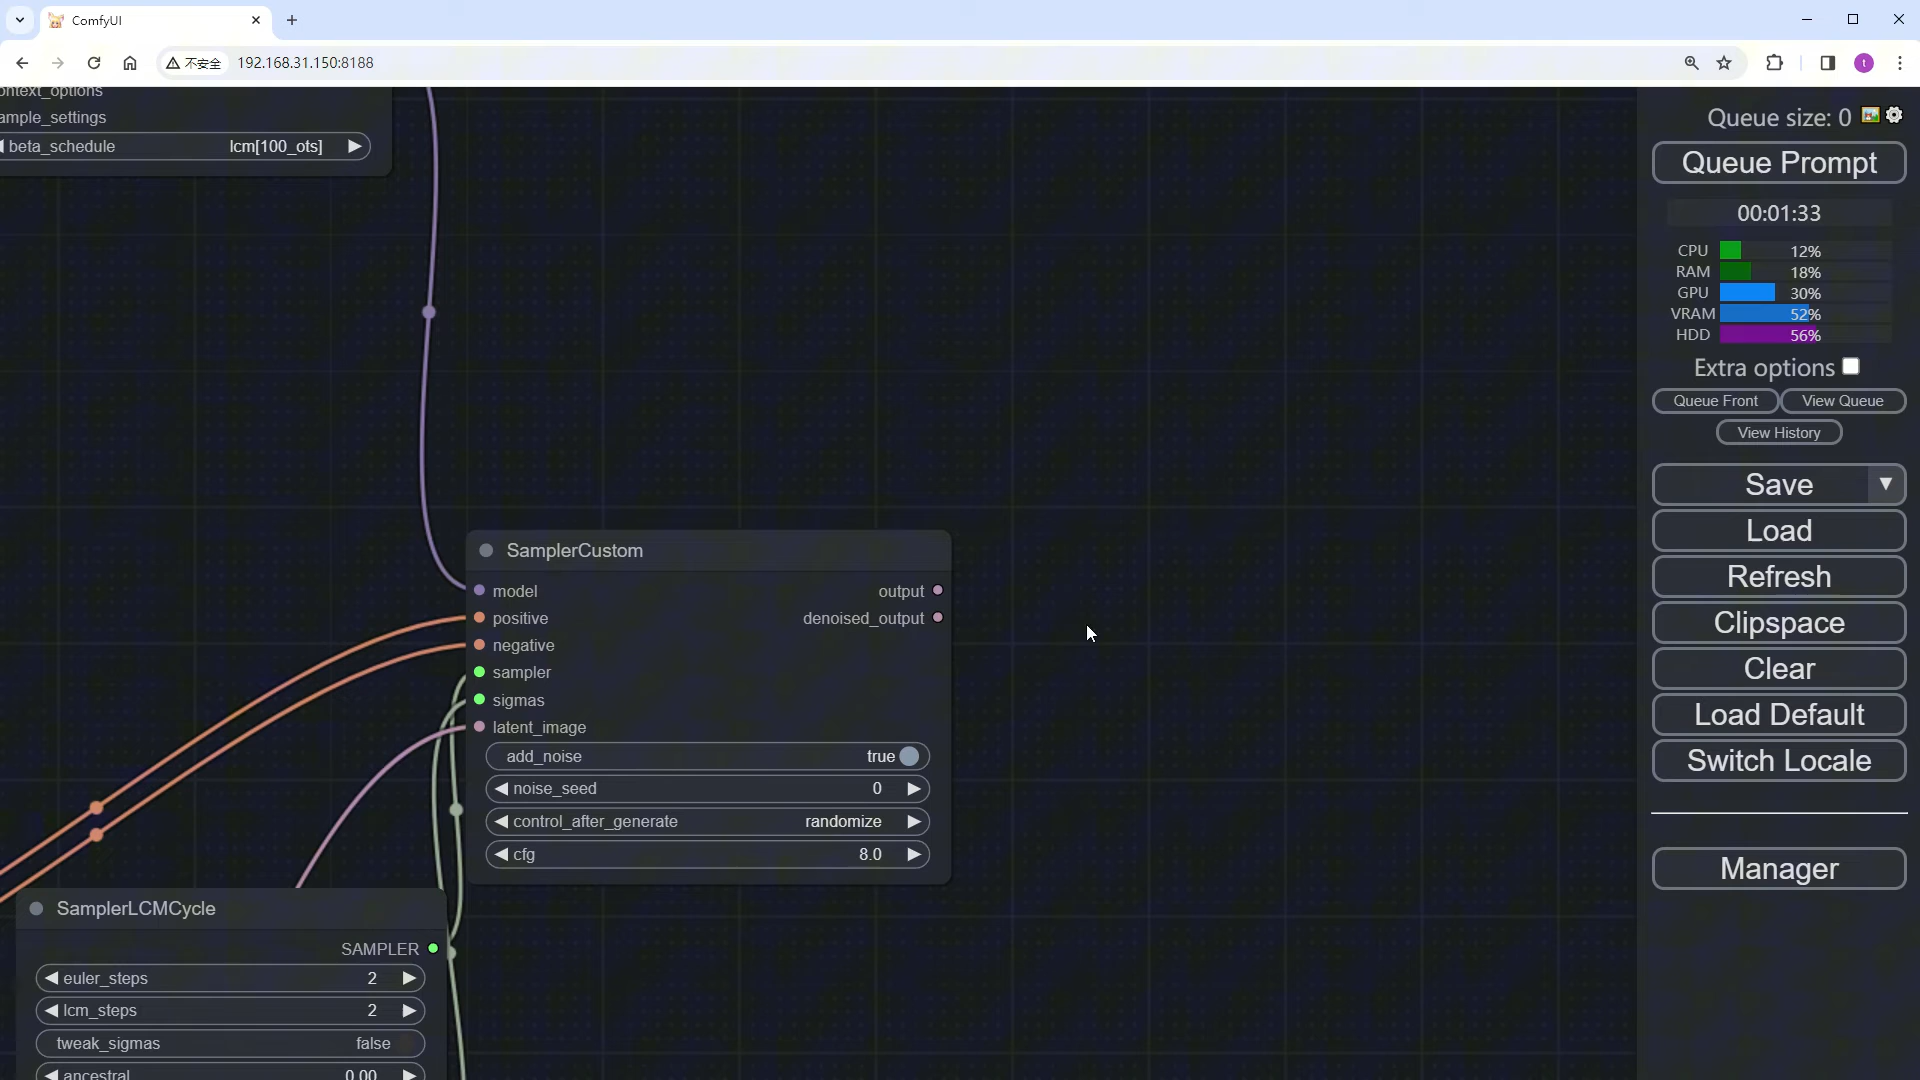 ComfyUI
不安全
192.168.31.150:8188
ontext_options
ample_settings
beta_schedule lcm[100_ots]
SamplerCustom
model output
positive denoised_output
negative
sampler
sigmas
latent_image
add_noise true
noise_seed 0
control_after_generate randomize
cfg 8.0
SamplerLCMCycle
SAMPLER
euler_steps 2
lcm_steps 2
tweak_sigmas false
ancestral 0.00
t
Queue size: 0
Queue Prompt
00:01:33
CPU 12%
RAM 18%
GPU 30%
VRAM 52%
HDD 56%
Extra options
Queue Front View Queue
View History
Save
Load
Refresh
Clipspace
Clear
Load Default
Switch Locale
Manager